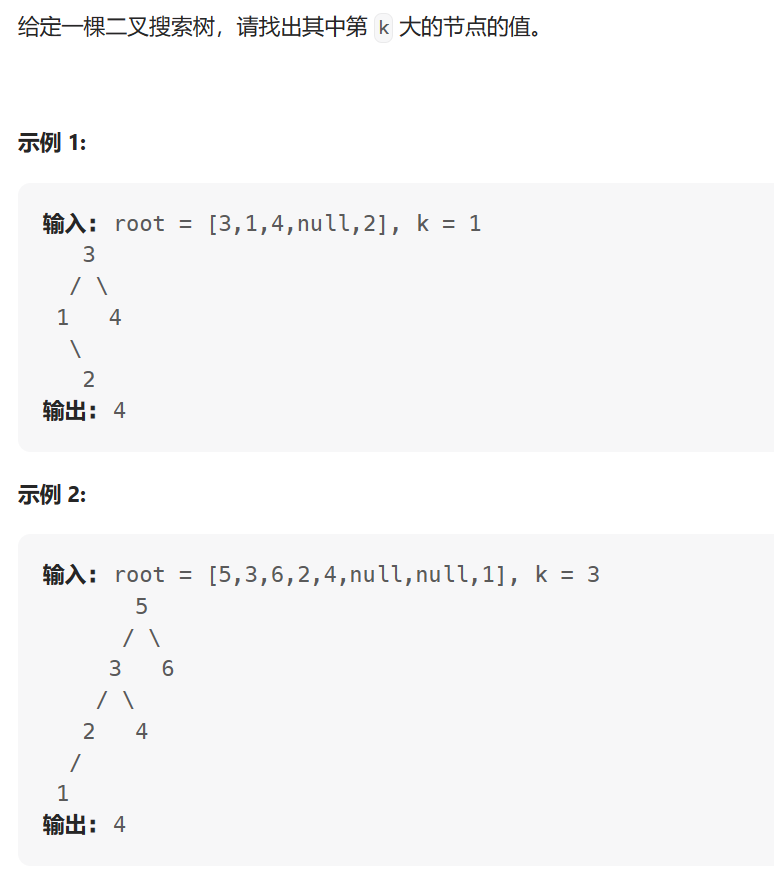 给定一棵二叉搜索树，请找出其中第 k 大的节点的值。
示例 1:
输入: root = [3,1,4,null,2], k = 1
   3
  / \
 1   4
  \
   2
输出: 4
示例 2:
输入: root = [5,3,6,2,4,null,null,1], k = 3
       5
      / \
     3   6
    / \
   2   4
  /
 1
输出: 4